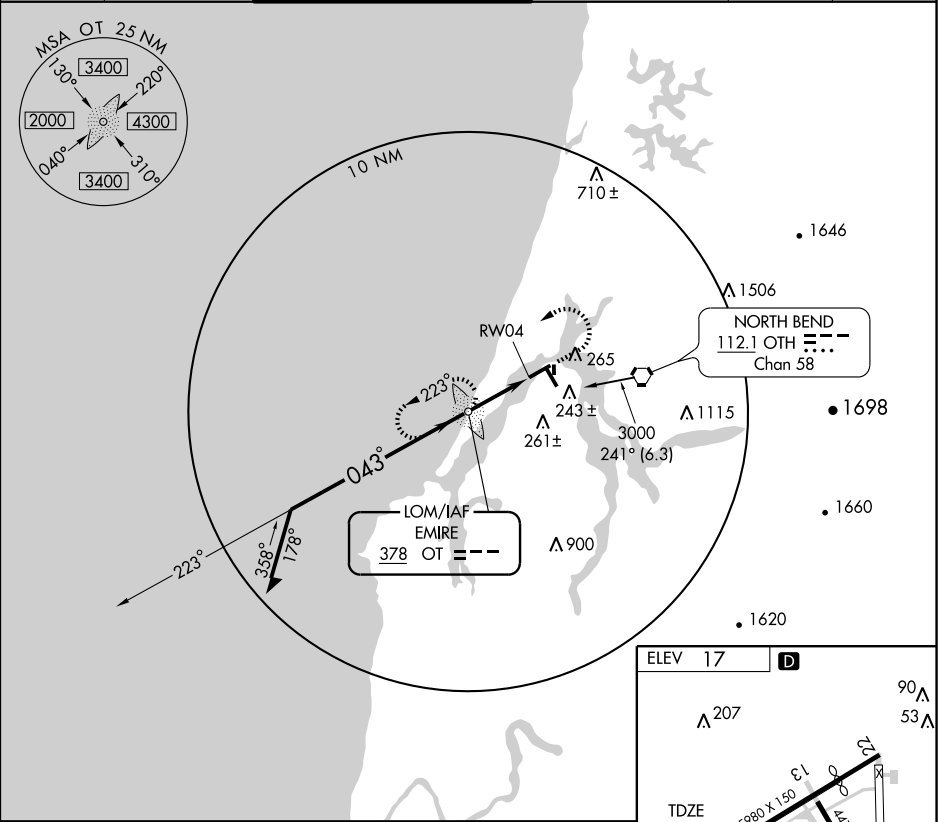 MSA OT 25 NM
130°
3400
220°
2000
4300
040°
3400
310°
10 NM
710 ±
1646
1506
NORTH BEND
112.1 OTH
Chan 58
RW04
265
223°
243 ±
1115
1698
261±
3000
241° (6.3)
043°
LOM/IAF
EMIRE
378 OT
1660
900
358°
178°
223°
1620
ELEV 17 D
90
207
53
22
13
TDZE
5980 X 150
X